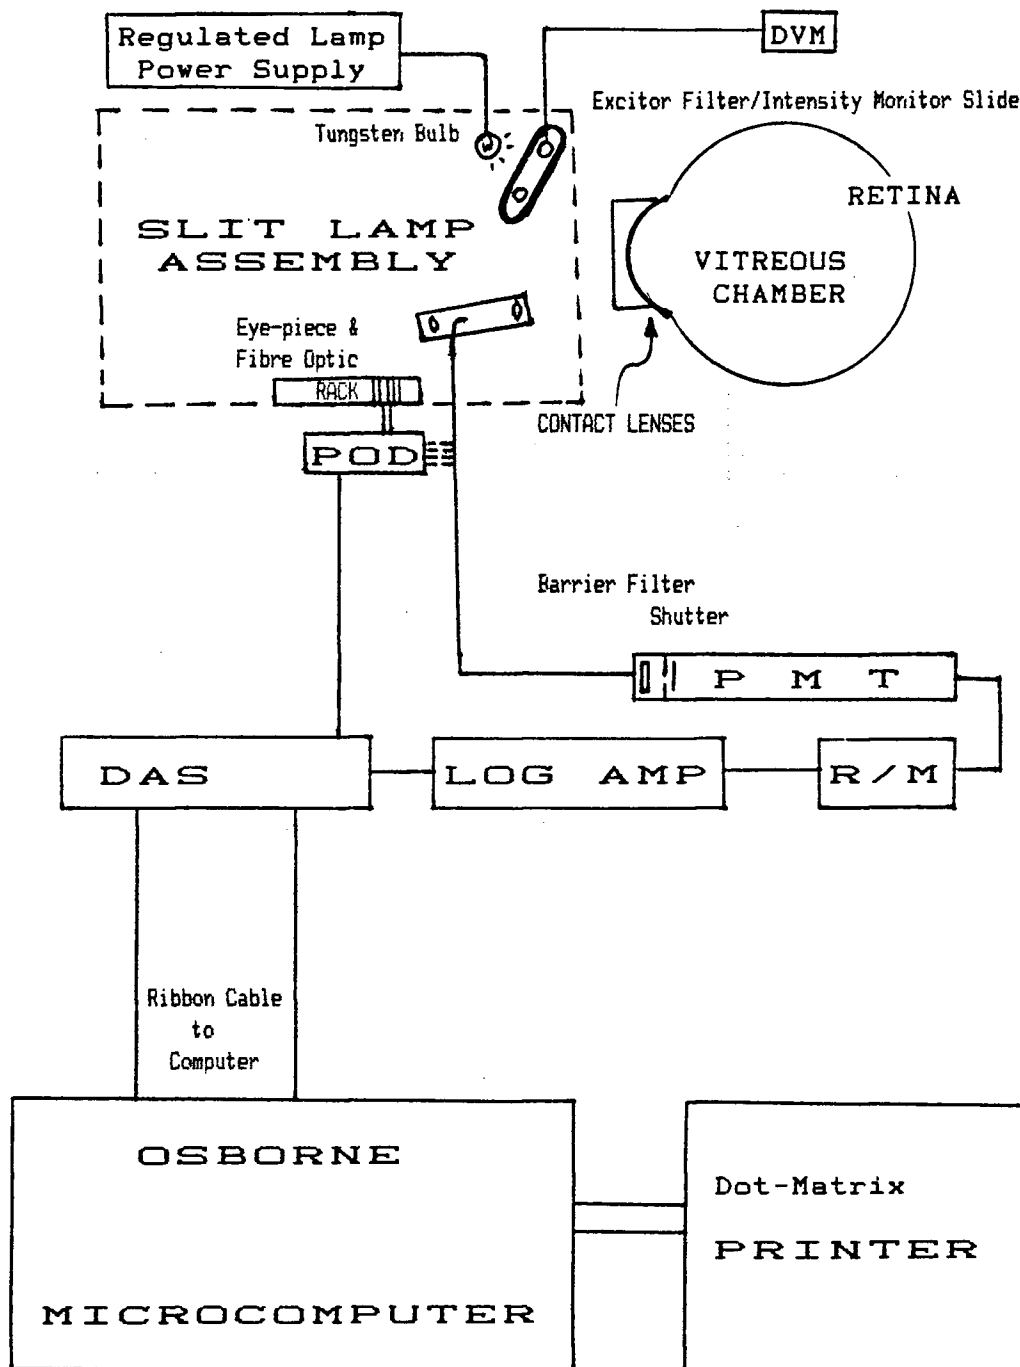 Regulated Lamp
Power Supply
DVM
Excitor Filter/Intensity Monitor Slide
Tungsten Bulb
RETINA
SLIT LAMP
ASSEMBLY
VITREOUS
CHAMBER
Eye-piece &
Fibre Optic
RACK
CONTACT LENSES
POD
Barrier Filter
Shutter
PMT
DAS
LOG AMP
R/M
Ribbon Cable
to
Computer
OSBORNE
MICROCOMPUTER
Dot-Matrix
PRINTER